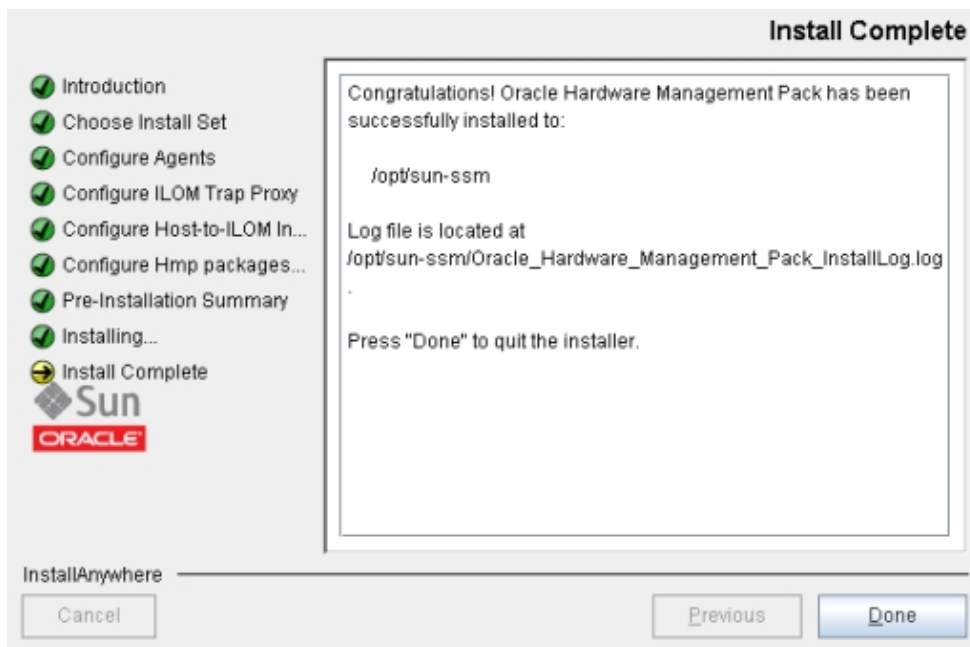 Install Complete
Introduction
Choose Install Set
Configure Agents
Configure ILOM Trap Proxy
Configure Host-to-ILOM In...
Configure Hmp packages...
Pre-Installation Summary
Installing...
Install Complete
Sun
ORACLE
Congratulations! Oracle Hardware Management Pack has been
successfully installed to:
/opt/sun-ssm
Log file is located at
/opt/sun-ssm/Oracle_Hardware_Management_Pack_InstallLog.log
.
Press "Done" to quit the installer.
InstallAnywhere
Cancel
Previous
Done